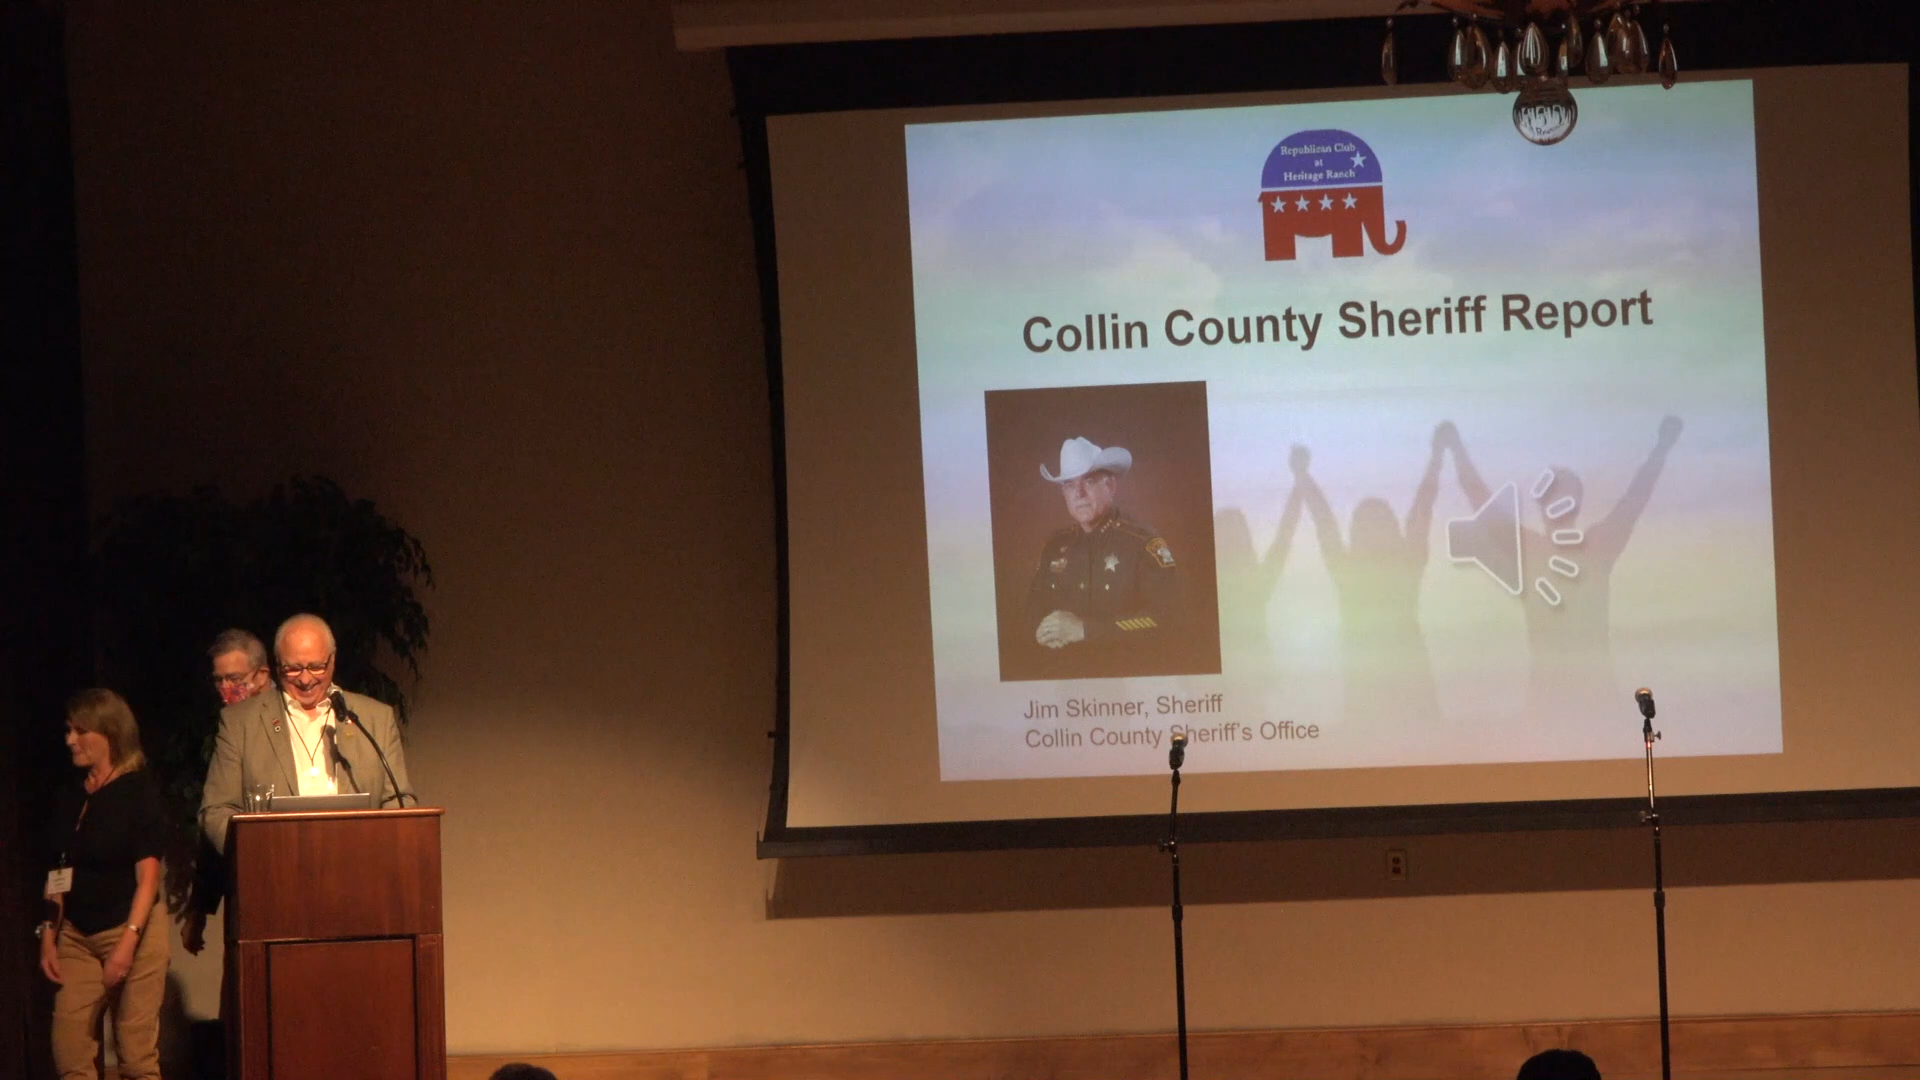 Republican Club
at
Heritage Ranch
Collin County Sheriff Report
Jim Skinner, Sheriff
Collin County Sheriff's Office